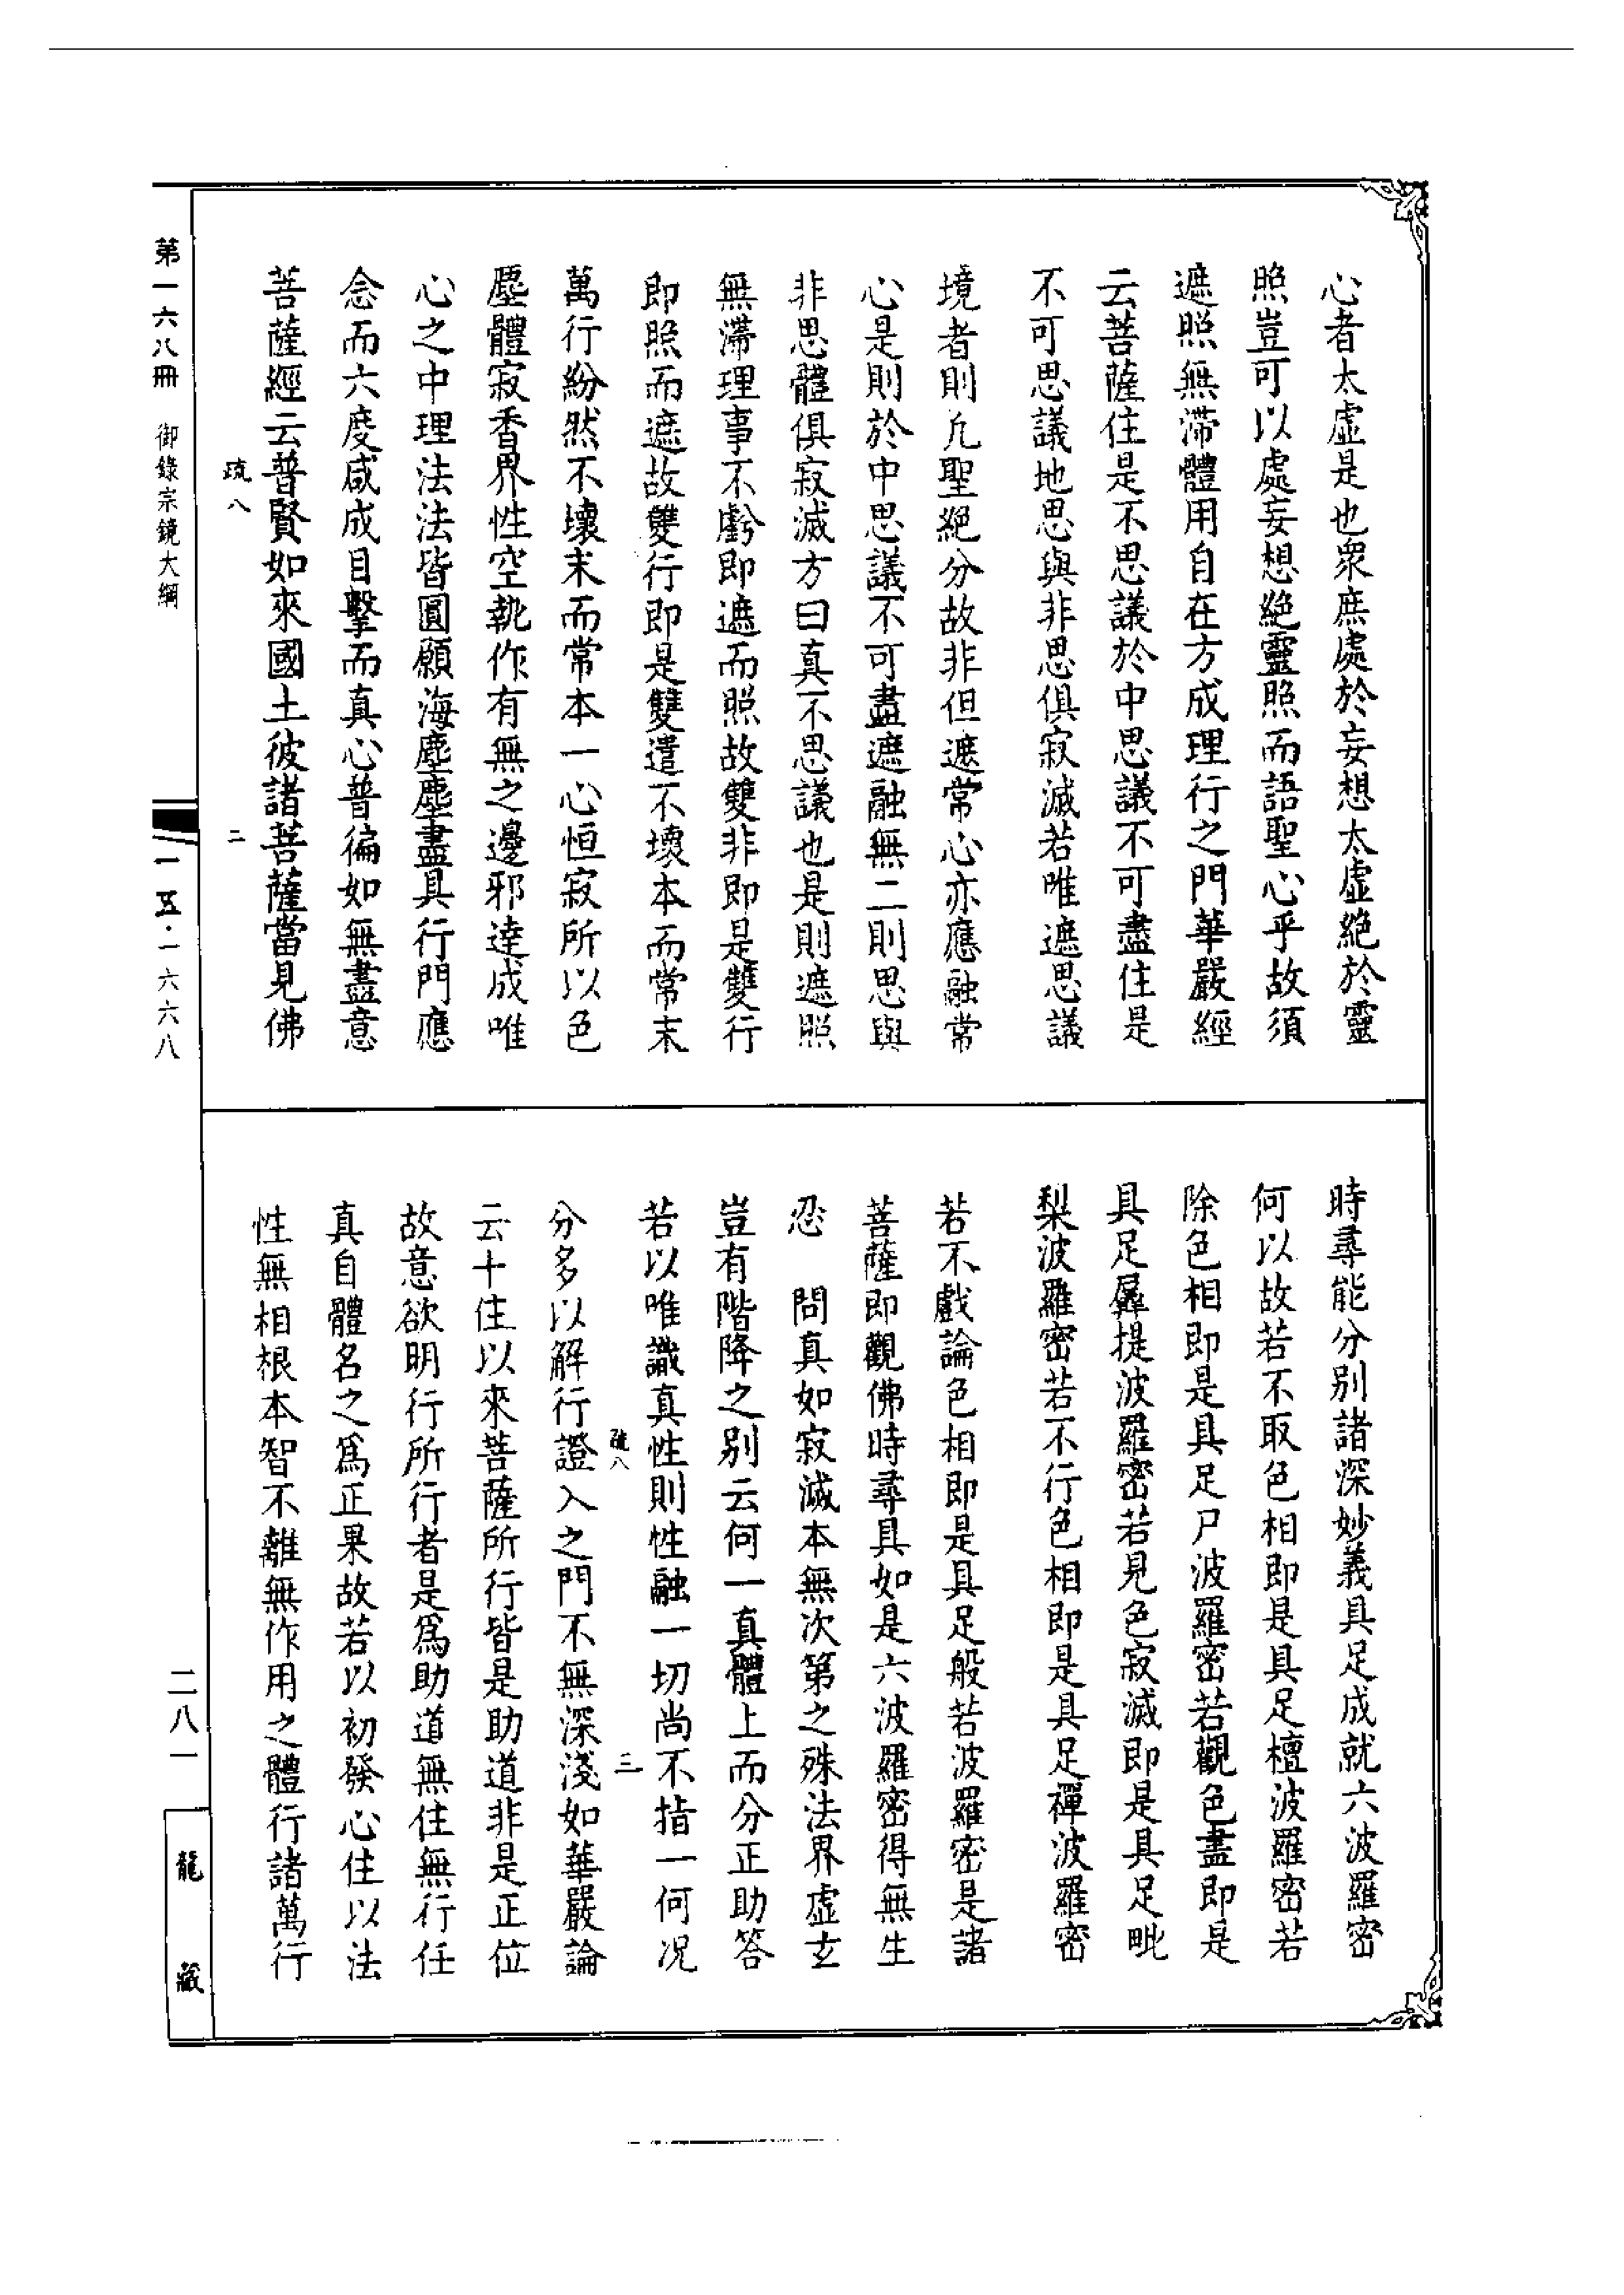 心者太虛是也衆庶處於妄想太虛絕於靈
照豈可以處妄想絕靈照而語聖心乎故須
遮照無滯體用自在方成理行之門華嚴經
云菩薩住是不思議於中思議不可盡住是
不可思議地思與非思俱寂滅若唯遮思議
境者則凡聖絕分故非但遮常心亦應融常
心是則於中思議不可盡遮融無二則思與
非思體俱寂滅方曰真不思議也是則遮照
無滯理事不虧即遮而照故雙非即是雙行
即照而遮故雙行即是雙遣不壞本而常末
萬行紛然不壞末而常本一心恒寂所以色
塵體寂香界性空執作有無之邊邪達成唯
心之中理法法皆圓願海塵塵盡具行門應
念而六度咸成目擊而真心普徧如無盡意
菩薩經云普賢如來國土彼諸菩薩當見佛
疏八 二
時尋能分別諸深妙義具足成就六波羅密
何以故若不取色相即是具足檀波羅密若
除色相即是具足尸波羅密若觀色盡即是
具足羼提波羅密若見色寂滅即是具足毗
梨波羅密若不行色相即是具足禪波羅密
若不戲論色相即是具足般若波羅密是諸
菩薩即觀佛時尋具如是六波羅密得無生
忍 問真如寂滅本無次第之殊法界虛玄
豈有階降之別云何一真體上而分正助答
若以唯識真性則性融一切尚不指一何况
疏八 三
分多以解行證入之門不無深淺如華嚴論
云十住以來菩薩所行皆是助道非是正位
故意欲明行所行者是爲助道無住無行任
真自體名之爲正果故若以初發心住以法
性無相根本智不離無作用之體行諸萬行
第一六八冊 御錄宗鏡大綱
一五·一六六八
二八一
龍藏